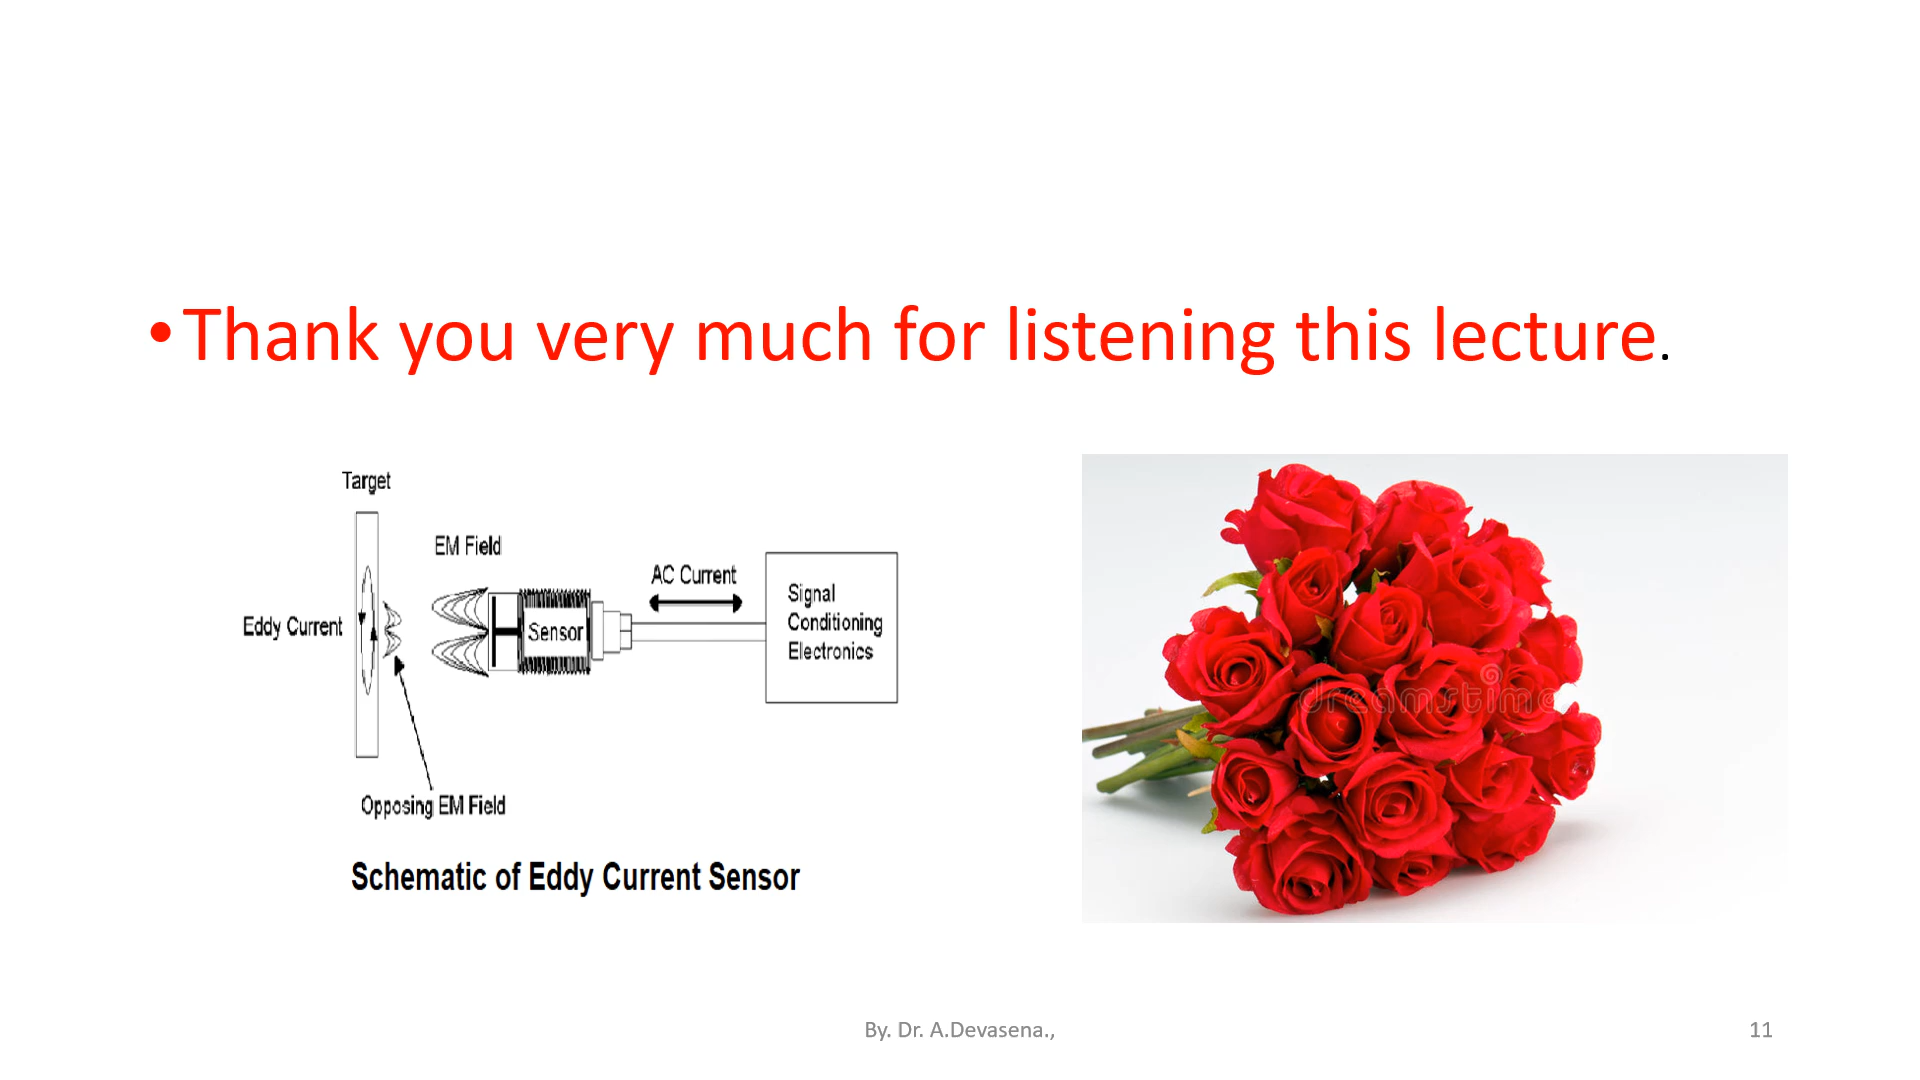 • Thank you very much for listening this lecture.
Target
EM Field
AC Current
Signal
Conditioning
Electronics
Eddy Current
Sensor
Opposing EM Field
Schematic of Eddy Current Sensor
dreamstime
By. Dr. A.Devasena.,
11